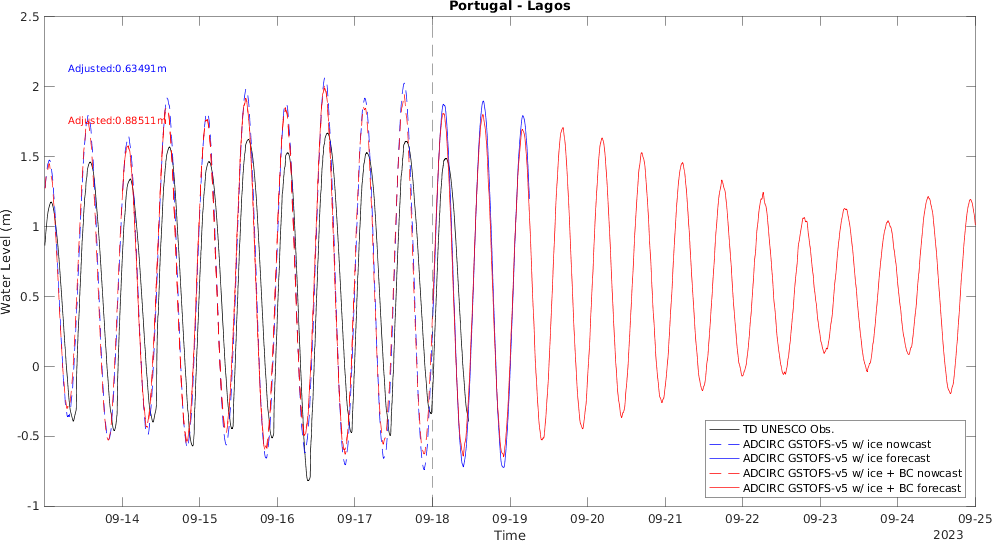 Portugal - Lagos
2.5
2
1.5
1
0.5
0
-0.5
-1
Water Level (m)
Adjusted:0.63491m
Adjusted:0.88511m
TD UNESCO Obs.
ADCIRC GSTOFS-v5 w/ ice nowcast
ADCIRC GSTOFS-v5 w/ ice forecast
ADCIRC GSTOFS-v5 w/ ice + BC nowcast
ADCIRC GSTOFS-v5 w/ ice + BC forecast
09-14 09-15 09-16 09-17 09-18 09-19 09-20 09-21 09-22 09-23 09-24 09-25
Time
2023